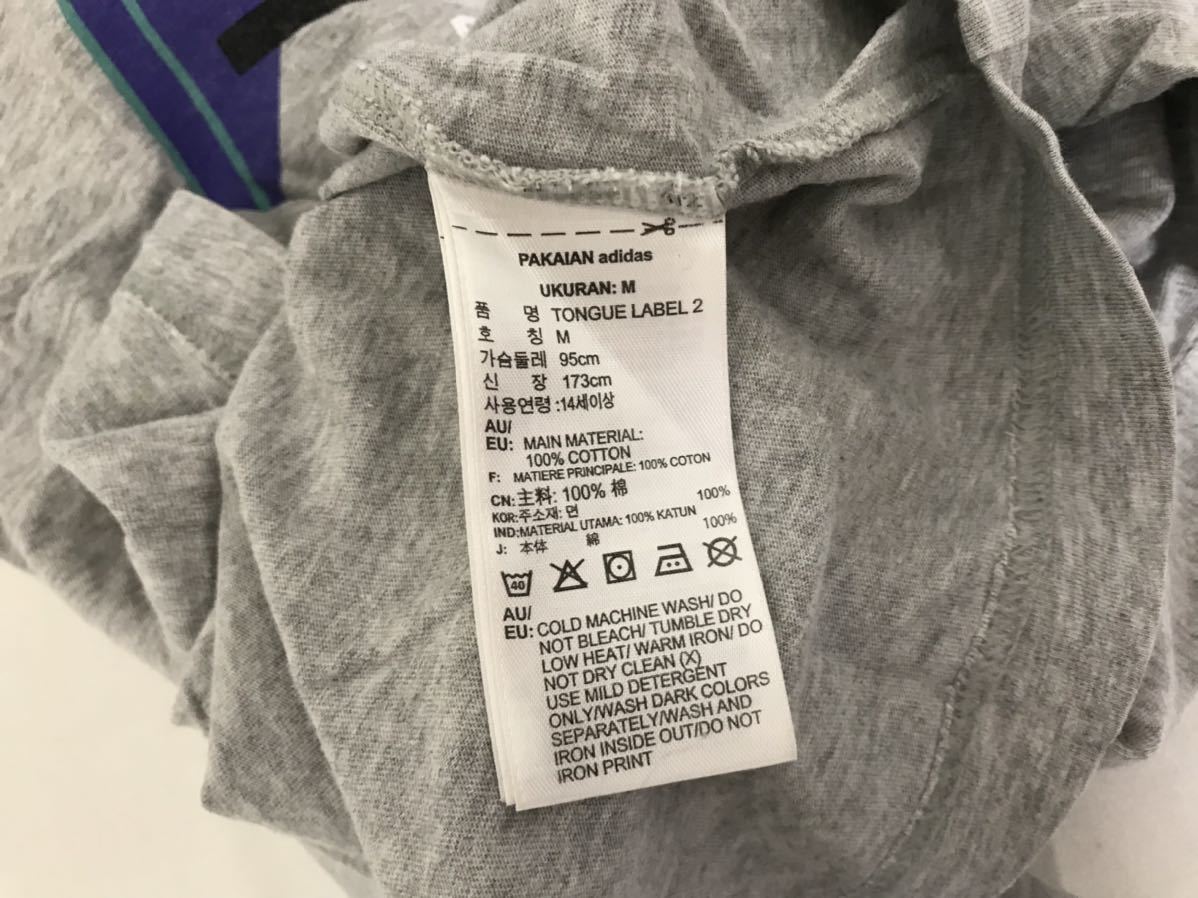 PAKAIAN adidas
UKURAN: M
품 명 TONGUE LABEL 2
호 칭 M
가슴둘레 95cm
신 장 173cm
사용연령 :14세이상
AU/
EU: MAIN MATERIAL:
100% COTTON
F: MATIERE PRINCIPALE: 100% COTON
CN: 主料: 100% 棉
KOR: 주소재: 면 100%
IND: MATERIAL UTAMA: 100% KATUN
J: 本体 綿 100%
40
AU/
EU: COLD MACHINE WASH/ DO
NOT BLEACH/ TUMBLE DRY
LOW HEAT/ WARM IRON/ DO
NOT DRY CLEAN (X)
USE MILD DETERGENT
ONLY/WASH DARK COLORS
SEPARATELY/WASH AND
IRON INSIDE OUT/DO NOT
IRON PRINT